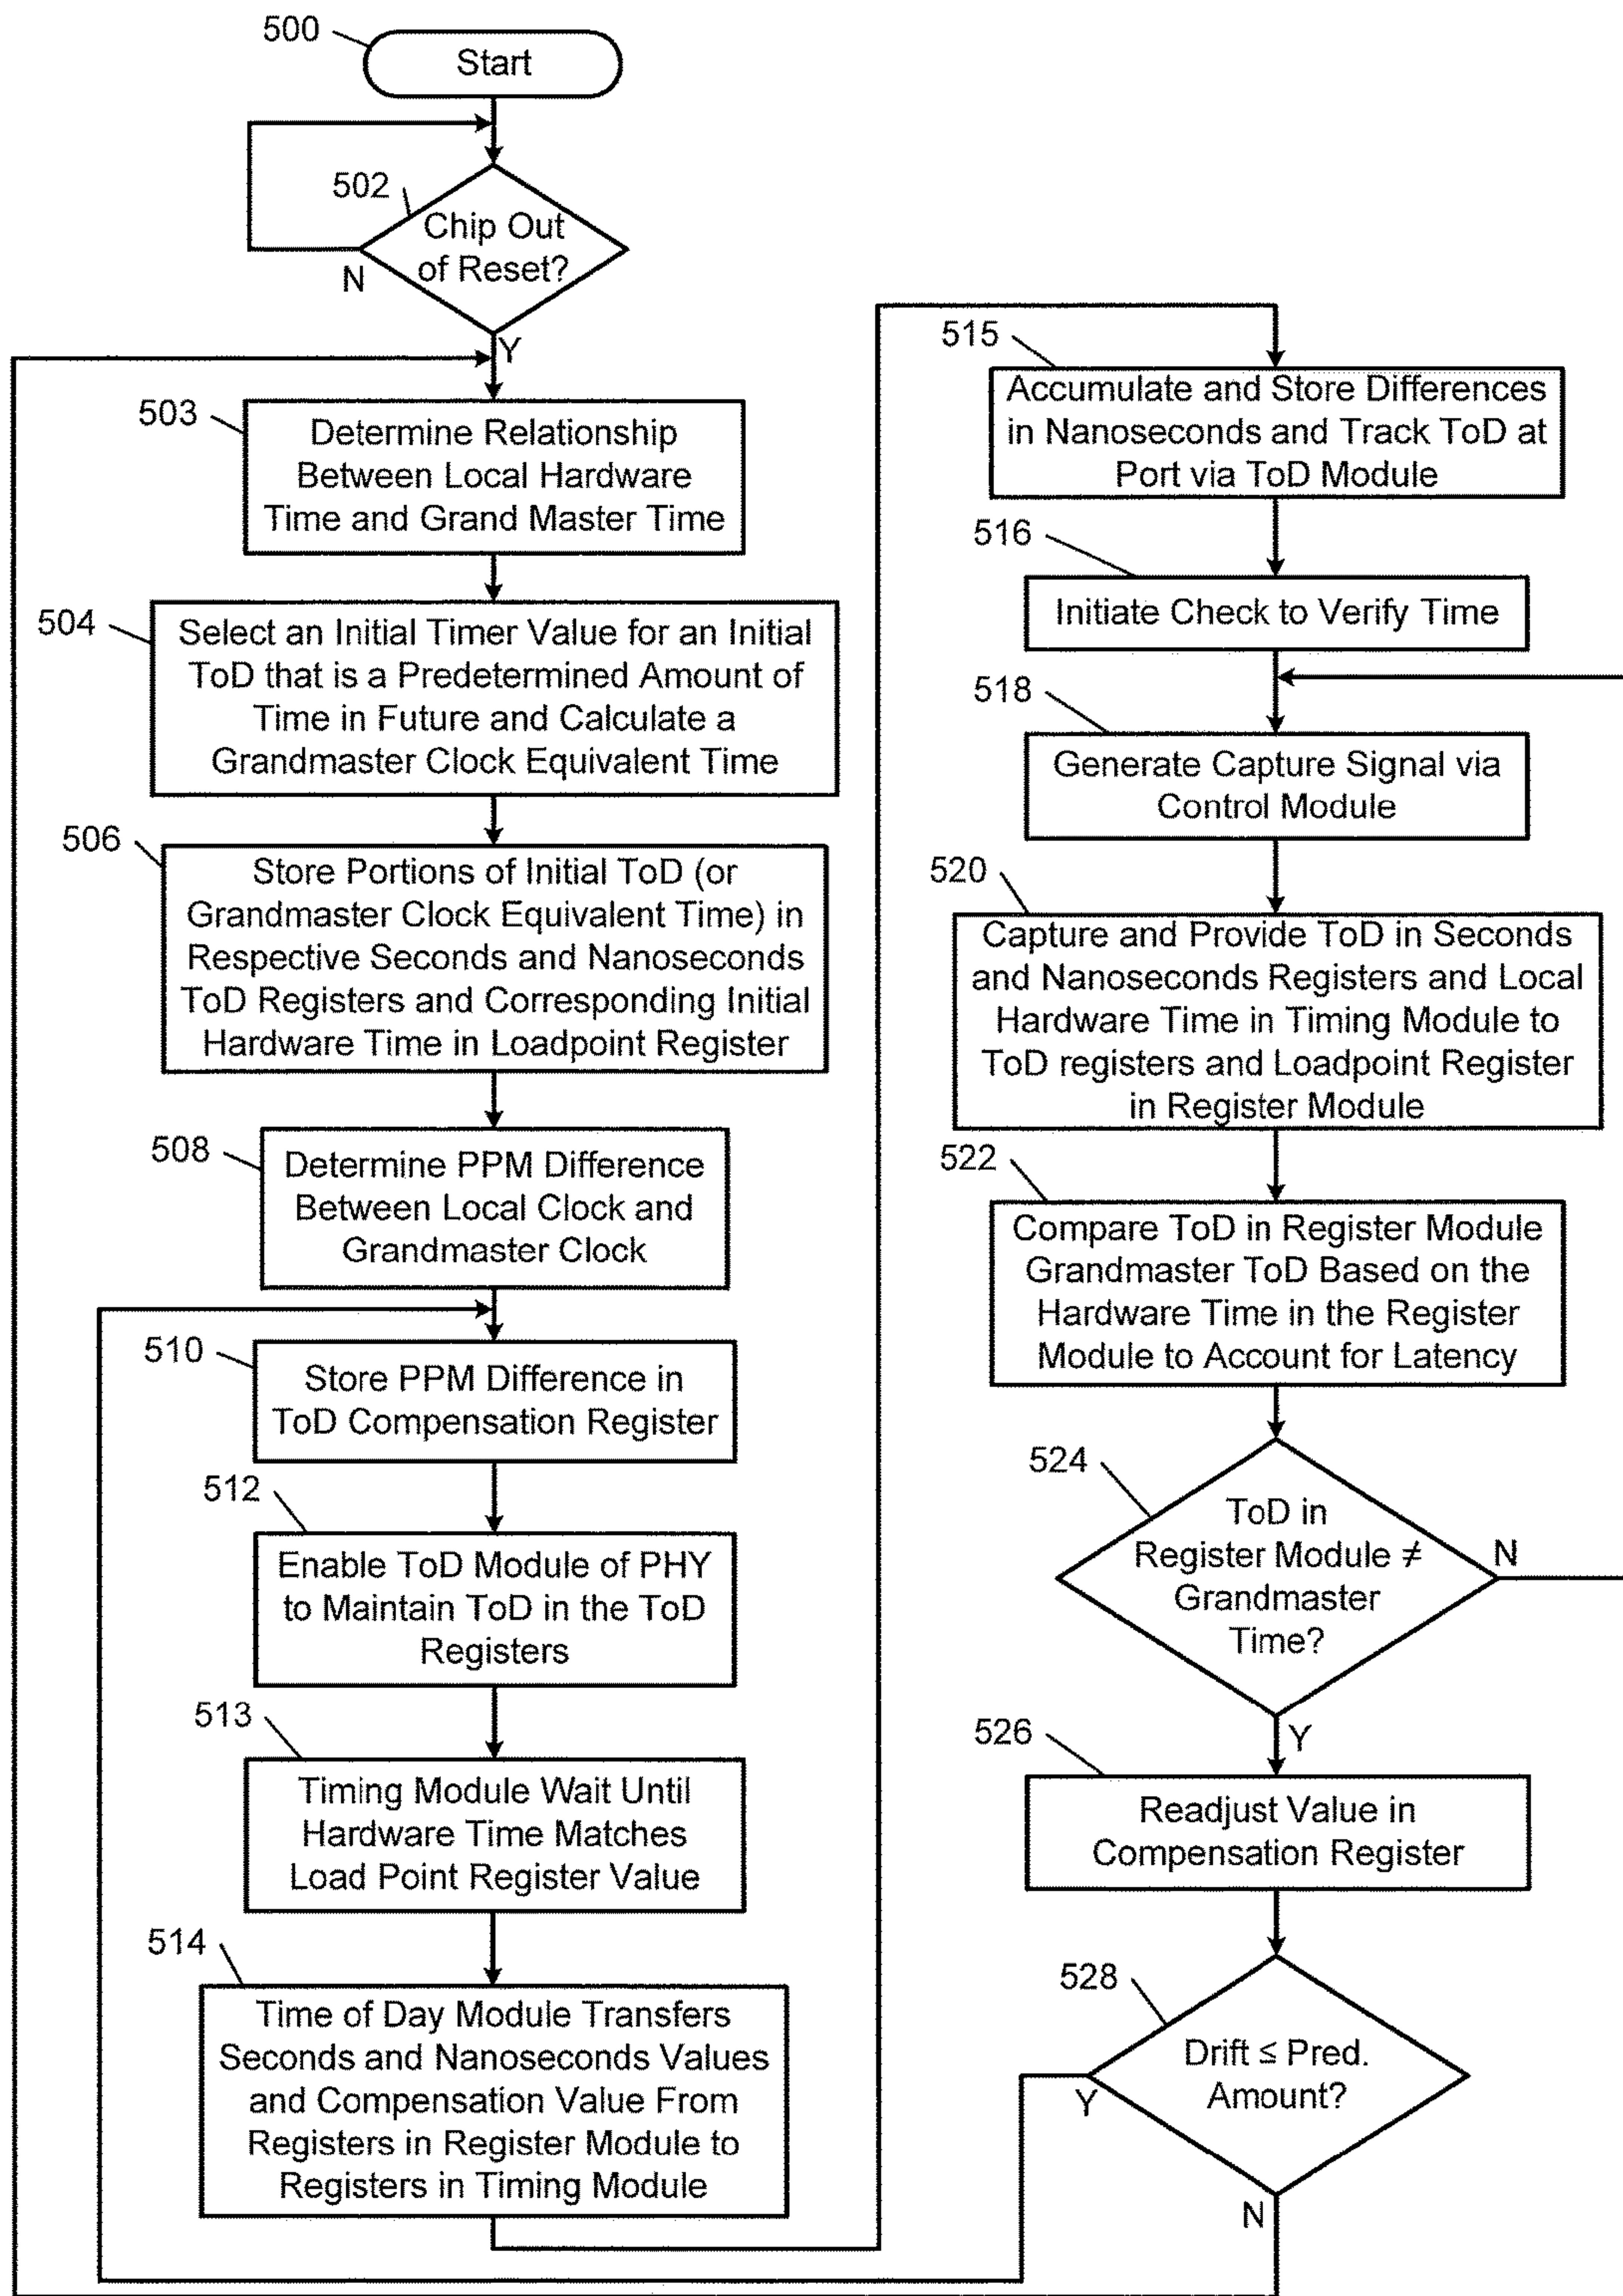 500
Start
502
Chip Out
of Reset?
N
Y
503
Determine Relationship
Between Local Hardware
Time and Grand Master Time
504
Select an Initial Timer Value for an Initial
ToD that is a Predetermined Amount of
Time in Future and Calculate a
Grandmaster Clock Equivalent Time
506
Store Portions of Initial ToD (or
Grandmaster Clock Equivalent Time) in
Respective Seconds and Nanoseconds
ToD Registers and Corresponding Initial
Hardware Time in Loadpoint Register
508
Determine PPM Difference
Between Local Clock and
Grandmaster Clock
510
Store PPM Difference in
ToD Compensation Register
512
Enable ToD Module of PHY
to Maintain ToD in the ToD
Registers
513
Timing Module Wait Until
Hardware Time Matches
Load Point Register Value
514
Time of Day Module Transfers
Seconds and Nanoseconds Values
and Compensation Value From
Registers in Register Module to
Registers in Timing Module
515
Accumulate and Store Differences
in Nanoseconds and Track ToD at
Port via ToD Module
516
Initiate Check to Verify Time
518
Generate Capture Signal via
Control Module
520
Capture and Provide ToD in Seconds
and Nanoseconds Registers and Local
Hardware Time in Timing Module to
ToD registers and Loadpoint Register
in Register Module
522
Compare ToD in Register Module
Grandmaster ToD Based on the
Hardware Time in the Register
Module to Account for Latency
524
ToD in
Register Module ≠
Grandmaster
Time?
N
Y
526
Readjust Value in
Compensation Register
528
Drift ≤ Pred.
Amount?
Y
N